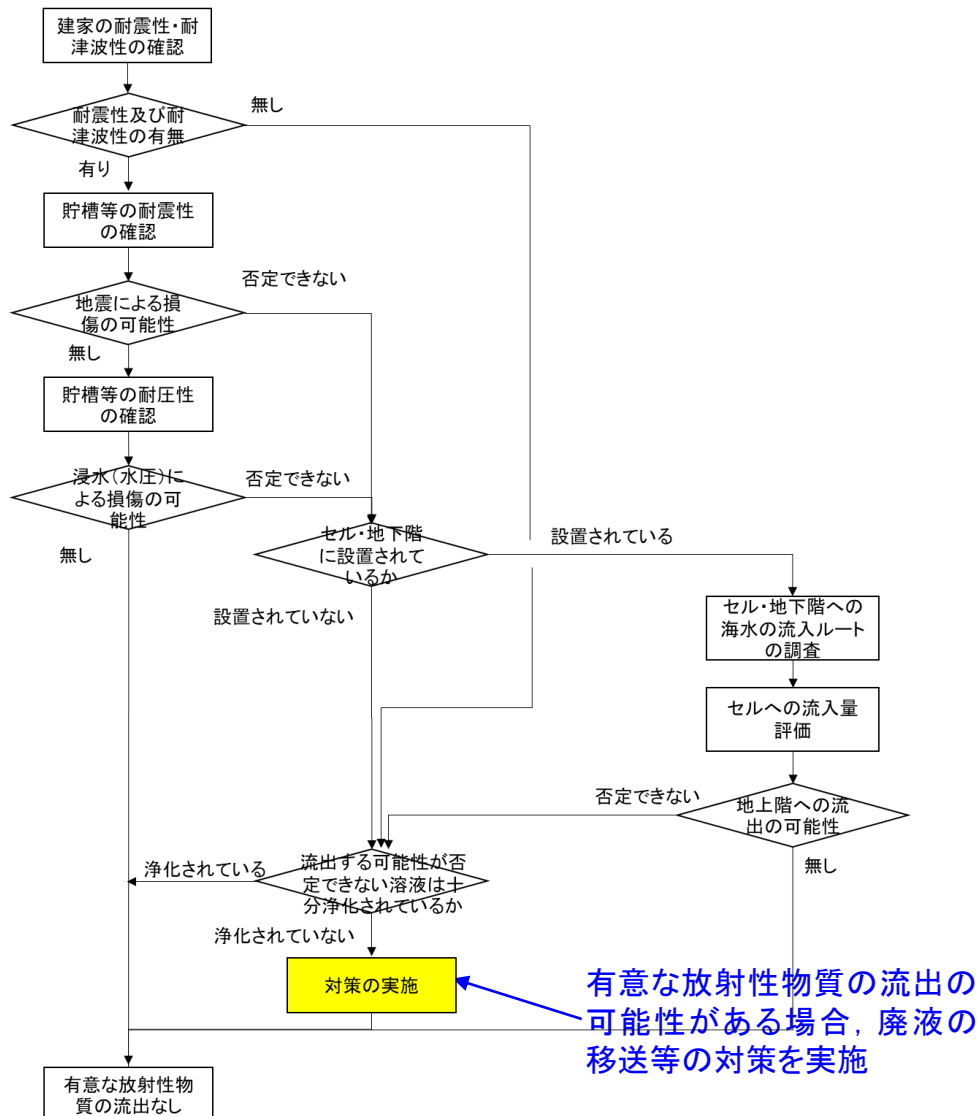 建家の耐震性・耐
津波性の確認
無し
耐震性及び耐
津波性の有無
有り
貯槽等の耐震性
の確認
否定できない
地震による損
傷の可能性
無し
貯槽等の耐圧性
の確認
浸水(水圧)に
よる損傷の可
能性
否定できない
無し
セル・地下階
に設置されて
いるか
設置されている
設置されていない
セル・地下階への
海水の流入ルート
の調査
セルへの流入量
評価
否定できない
地上階への流
出の可能性
無し
浄化されている
流出する可能性が否
定できない溶液は十
分浄化されているか
浄化されていない
対策の実施
有意な放射性物質の流出の
可能性がある場合，廃液の
移送等の対策を実施
有意な放射性物
質の流出なし